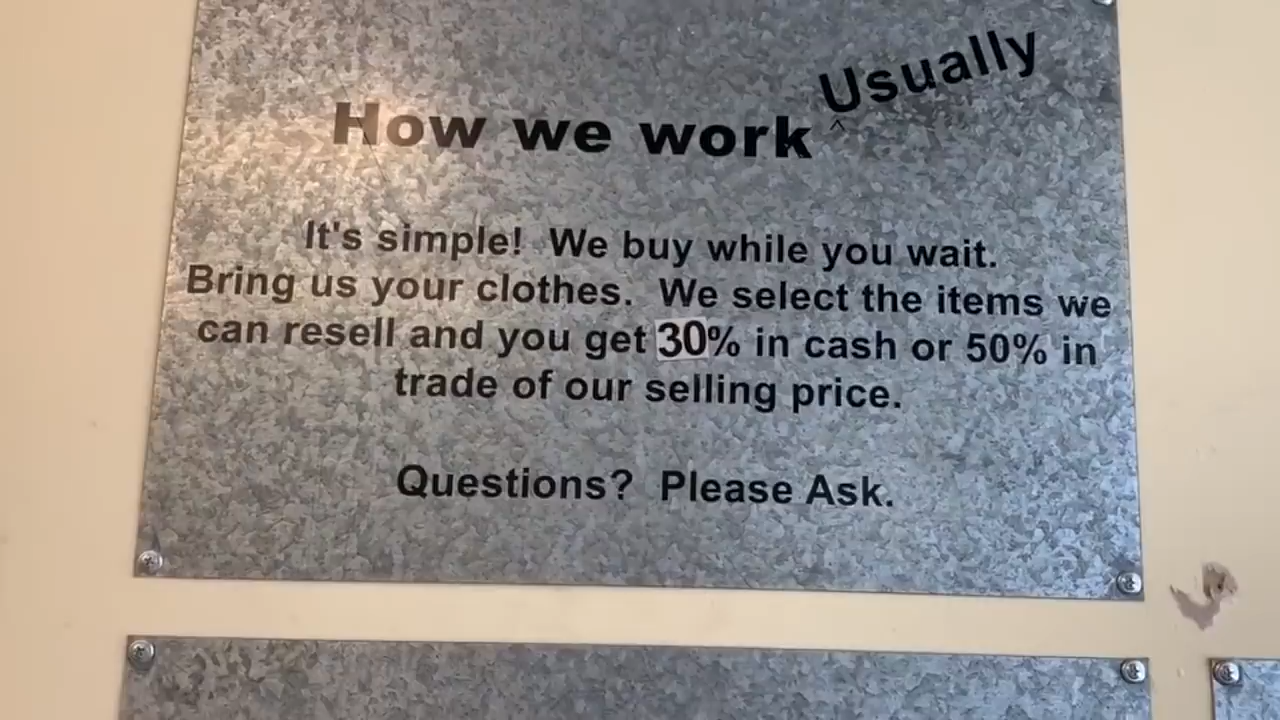 How we work ^ Usually
It's simple! We buy while you wait.
Bring us your clothes. We select the items we
can resell and you get 30% in cash or 50% in
trade of our selling price.
Questions? Please Ask.